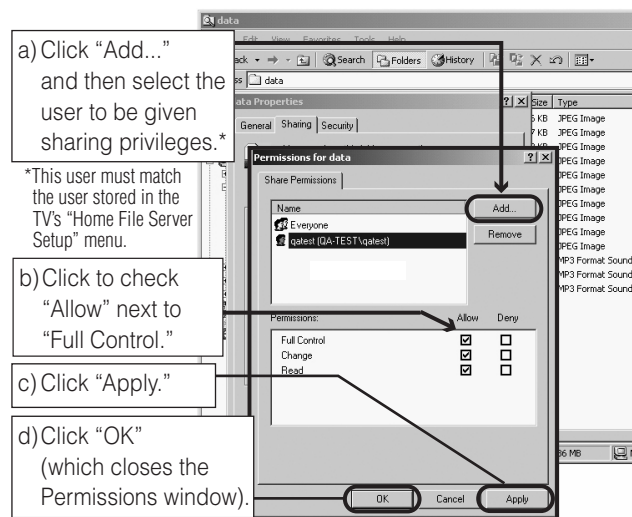 data
Edit View Favorites Tools Help
ack Search Folders History
ss data
ata Properties
General Sharing Security
Size Type
KB JPEG Image
KB JPEG Image
JPEG Image
JPEG Image
JPEG Image
JPEG Image
JPEG Image
JPEG Image
JPEG Image
JPEG Image
MP3 Format Sound
MP3 Format Sound
MP3 Format Sound
36 MB
a) Click “Add...”
and then select the
user to be given
sharing privileges.*
*This user must match
the user stored in the
TV’s “Home File Server
Setup” menu.
b) Click to check
“Allow” next to
“Full Control.”
c) Click “Apply.”
d) Click “OK”
(which closes the
Permissions window).
Permissions for data
Share Permissions
Name
Everyone
qatest (QA-TEST\qatest)
Add...
Remove
Permissions: Allow Deny
Full Control
Change
Read
OK Cancel Apply